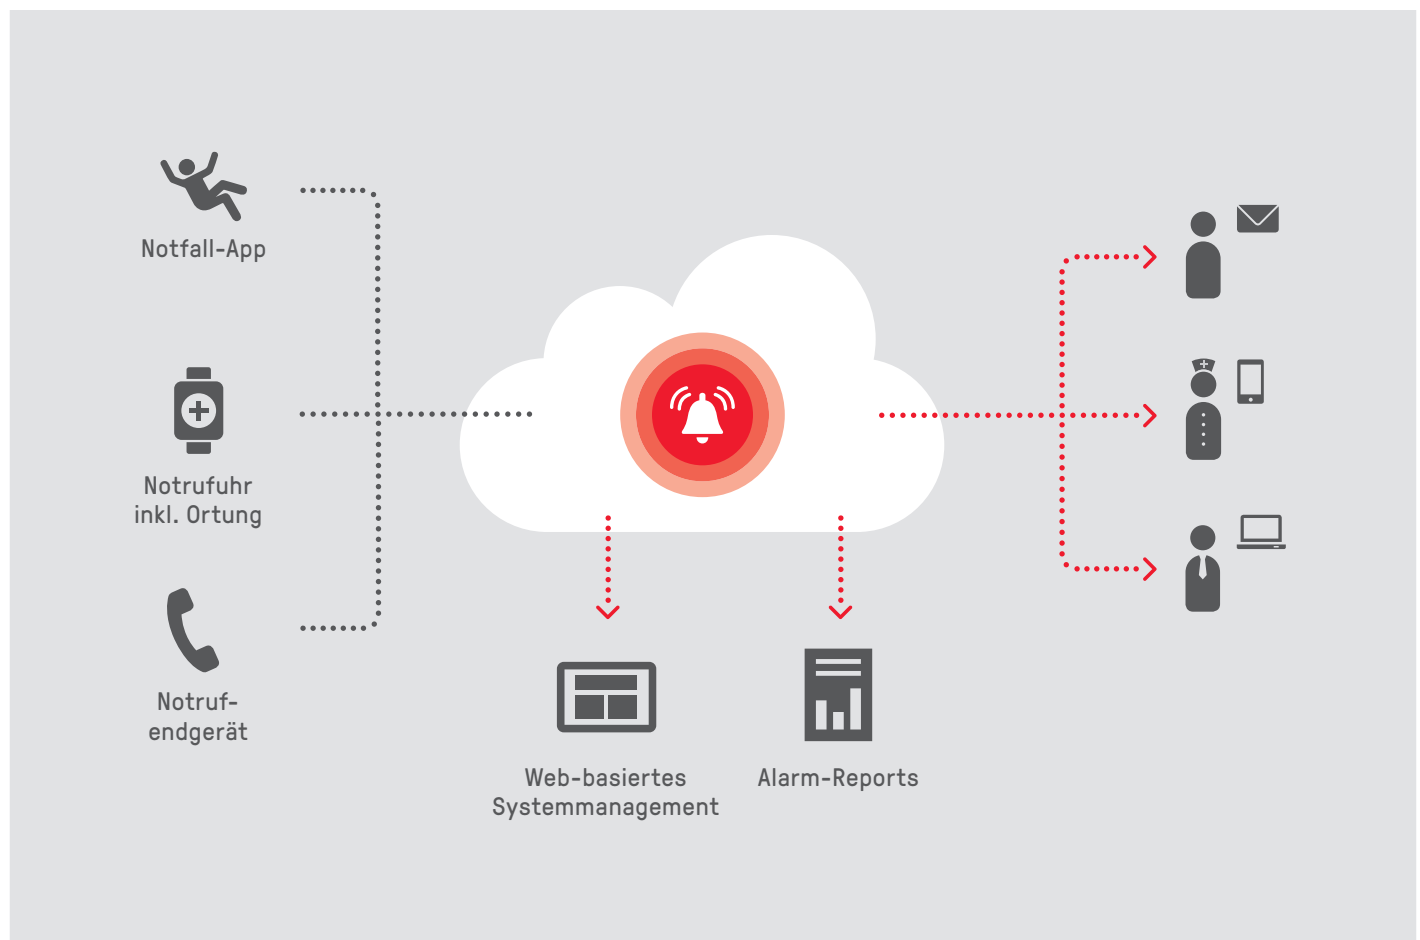 Notfall-App
Notrufuhr
inkl. Ortung
Notruf-
endgerät
Web-basiertes
Systemmanagement
Alarm-Reports